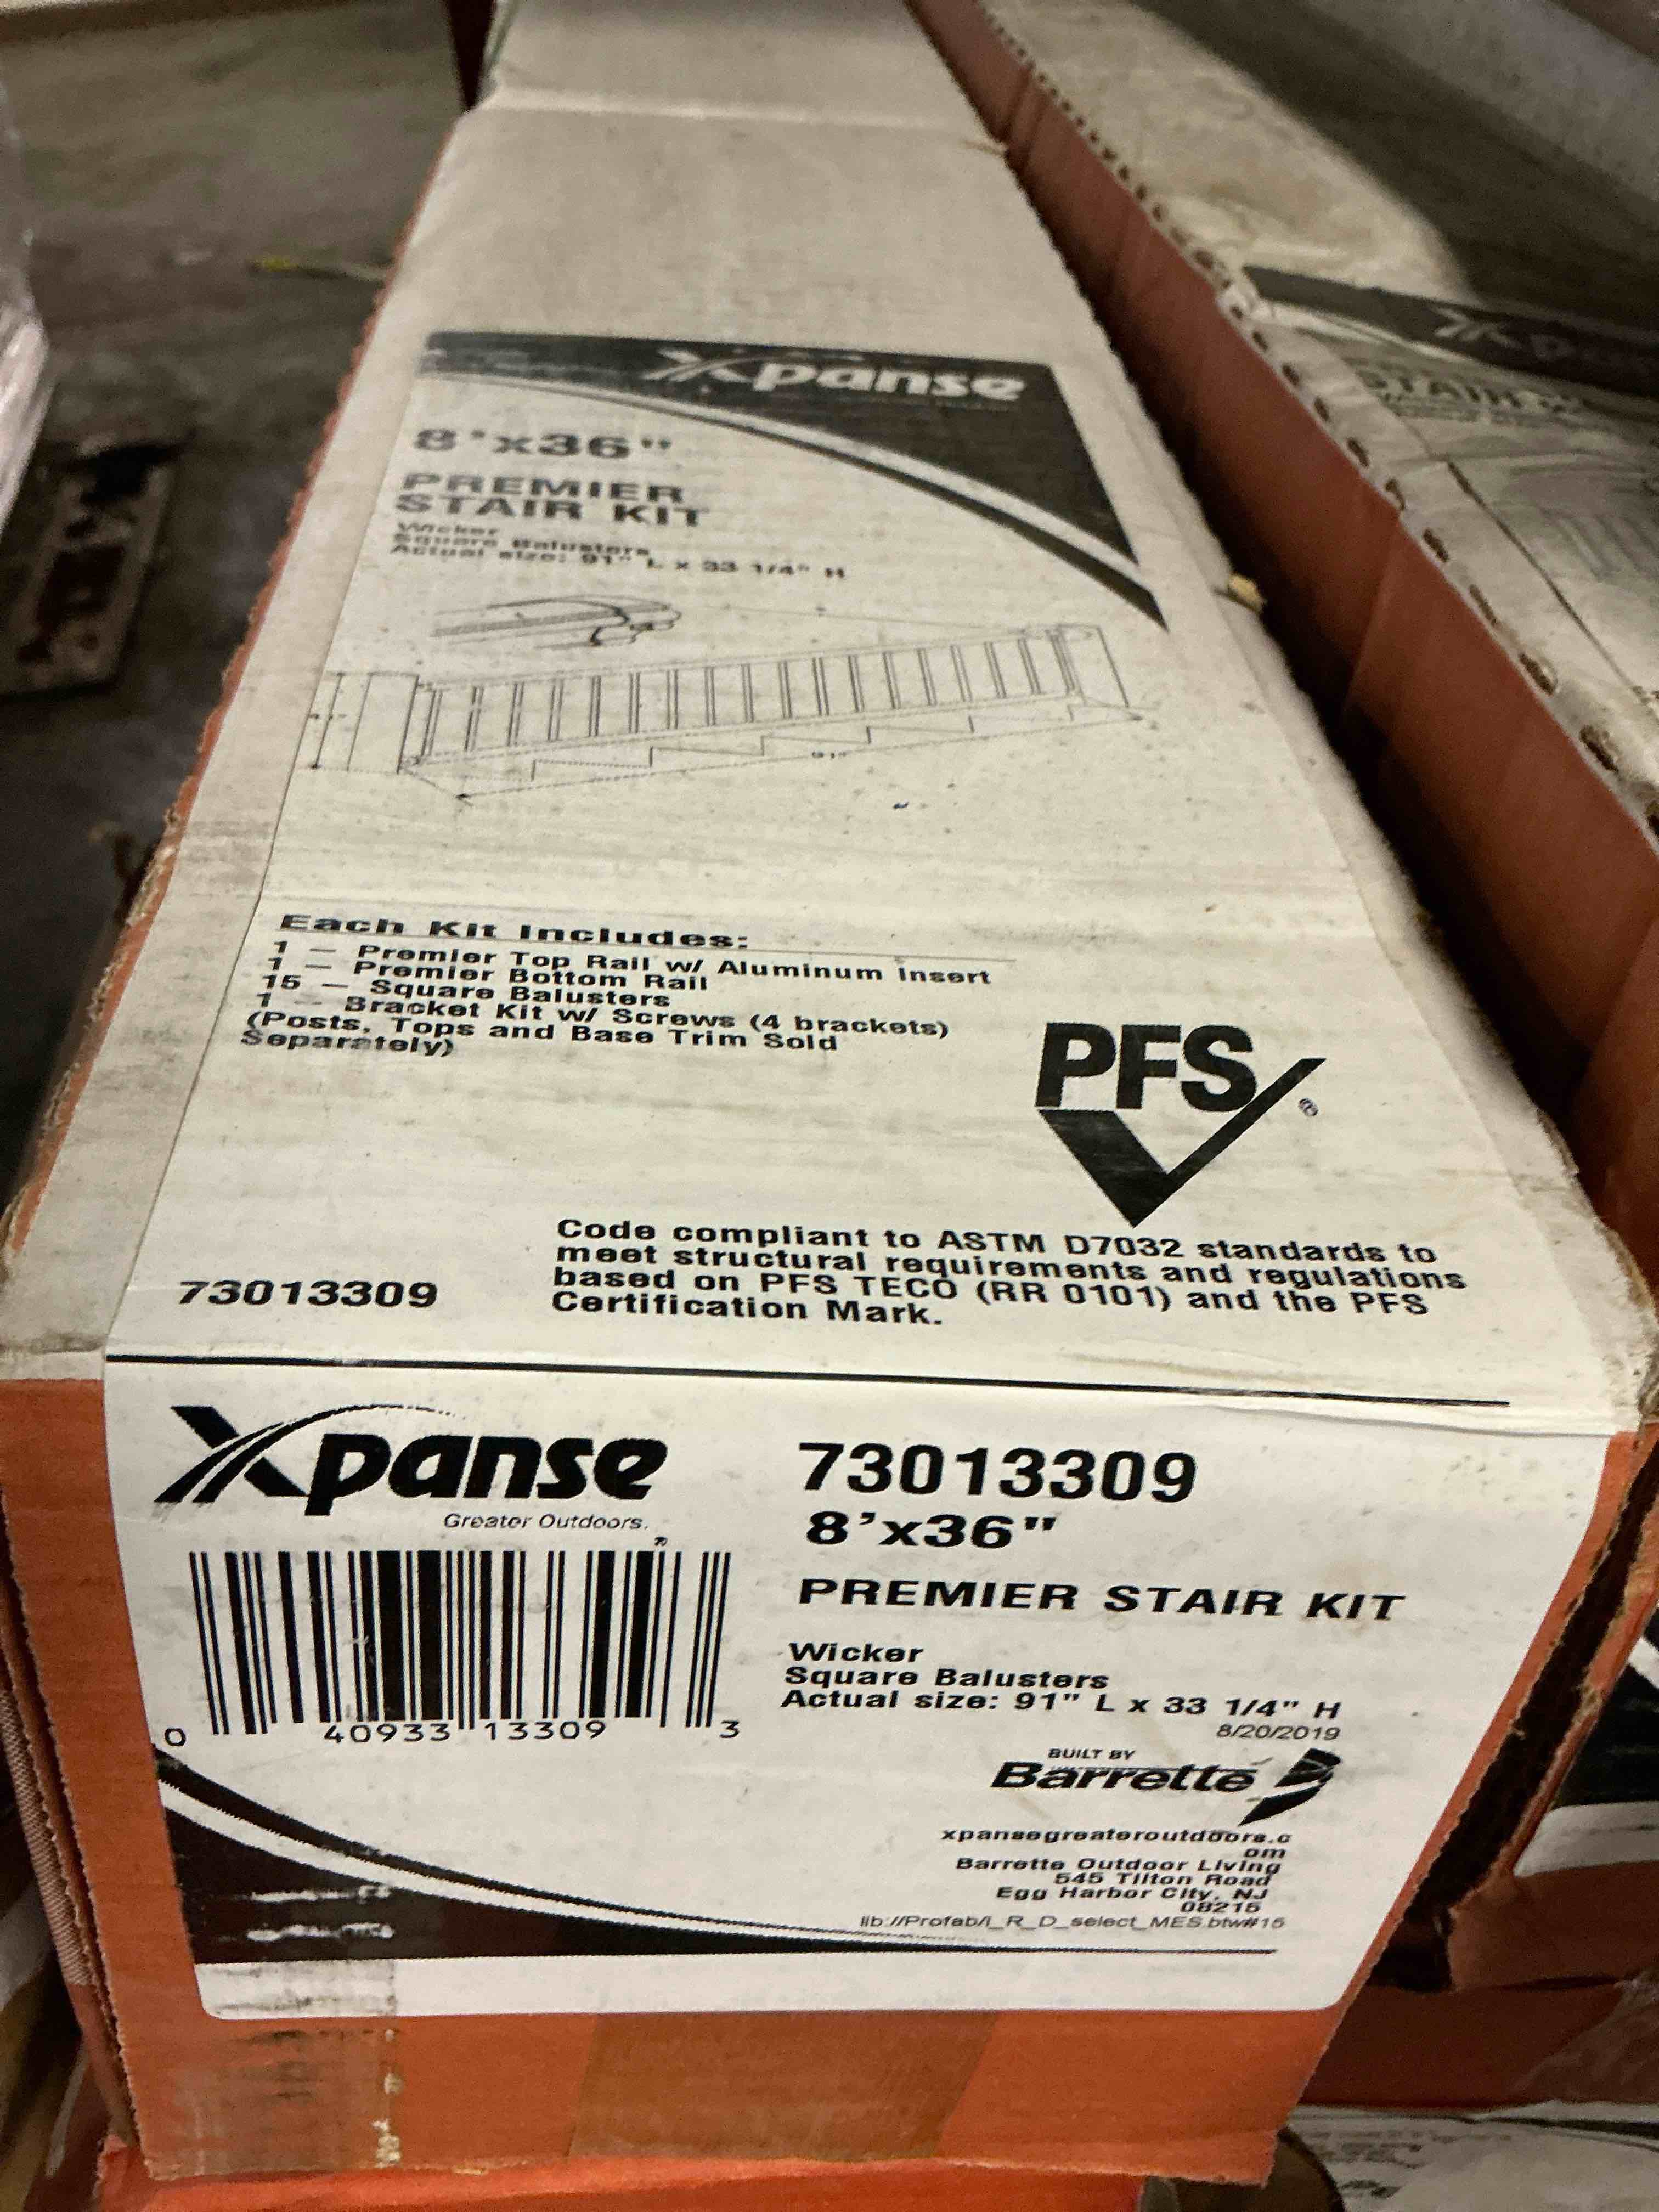 Xpanse
8'x36"
PREMIER
STAIR KIT
Wicker
Square Balusters
Actual size: 91" L x 33 1/4" H
91"
Each Kit Includes:
1 — Premier Top Rail w/ Aluminum Insert
1 — Premier Bottom Rail
15 — Square Balusters
1 — Bracket Kit w/ Screws (4 brackets)
(Posts, Tops and Base Trim Sold
Separately)
PFS
®
Code compliant to ASTM D7032 standards to
meet structural requirements and regulations
based on PFS TECO (RR 0101) and the PFS
Certification Mark.
73013309
Xpanse
Greater Outdoors.
73013309
8'x36"
PREMIER STAIR KIT
Wicker
Square Balusters
Actual size: 91" L x 33 1/4" H
8/20/2019
0 40933 13309 3
BUILT BY
Barrette
xpansegreateroutdoors.c
om
Barrette Outdoor Living
545 Tilton Road
Egg Harbor City, NJ
08215
lib://Profab/I_R_D_select_MES.btw#15
Xpanse
STAIR